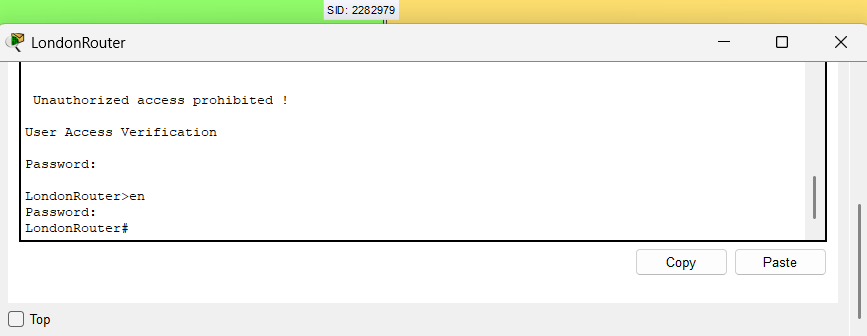 SID: 2282979
LondonRouter
Unauthorized access prohibited !
User Access Verification
Password:
LondonRouter>en
Password:
LondonRouter#
Copy Paste
Top